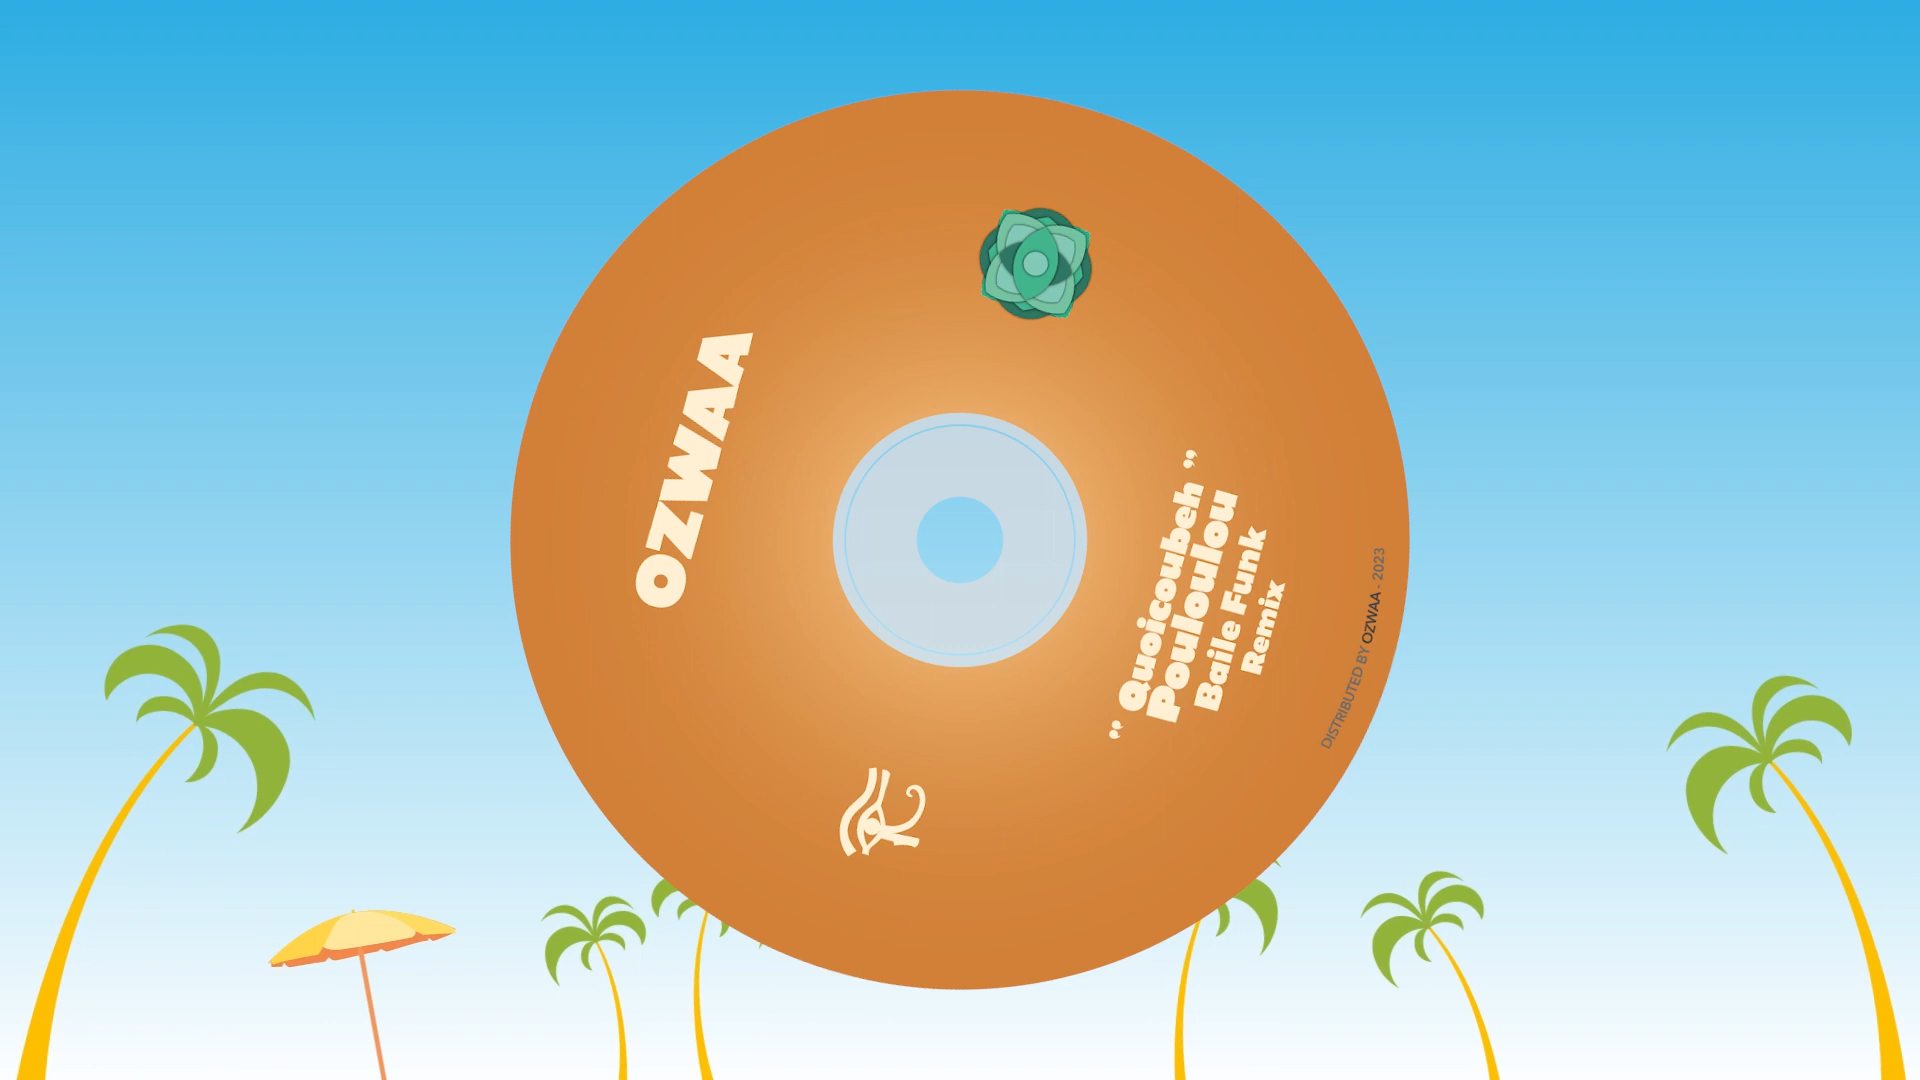 OZWAA
“ Quoicoubeh ”
Pouloulou
Baile Funk
Remix
DISTRIBUTED BY OZWAA - 2023